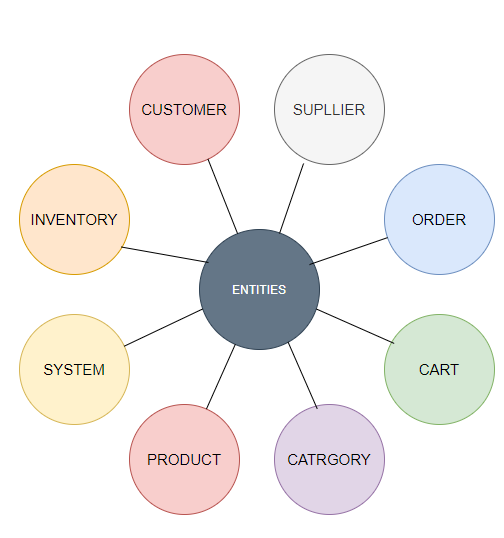 CUSTOMER
SUPLLIER
INVENTORY
ORDER
ENTITIES
SYSTEM
CART
PRODUCT
CATRGORY